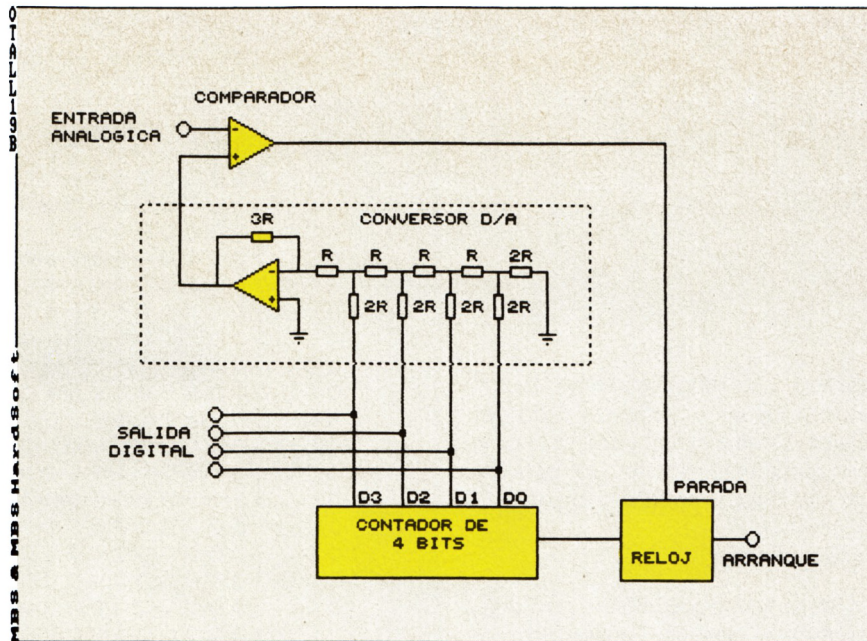 OTALL19B
COMPARADOR
ENTRADA
ANALOGICA
-
+
3R
CONVERSOR D/A
R
R
R
R
2R
-
+
2R
2R
2R
2R
SALIDA
DIGITAL
D3
D2
D1
D0
PARADA
CONTADOR DE
4 BITS
RELOJ
ARRANQUE
MBS & MBS HardSoft